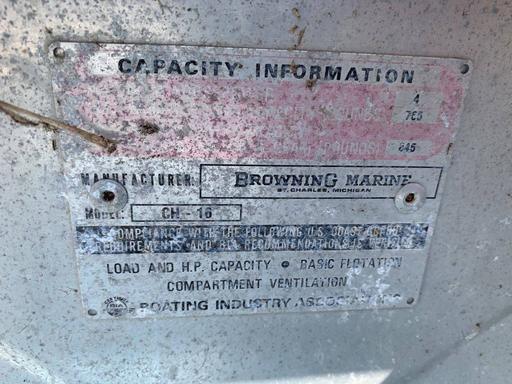 CAPACITY INFORMATION
4
765
(POUNDS) 845
MANUFACTURER: BROWNING MARINE
ST. CHARLES, MICHIGAN
MODEL: CH - 16
COMPLIANCE WITH THE FOLLOWING U.S. COAST GUARD
REQUIREMENTS AND BIA RECOMMENDATIONS IS
LOAD AND H.P. CAPACITY • BASIC FLOTATION
COMPARTMENT VENTILATION
BOATING INDUSTRY ASSOCIATIONS